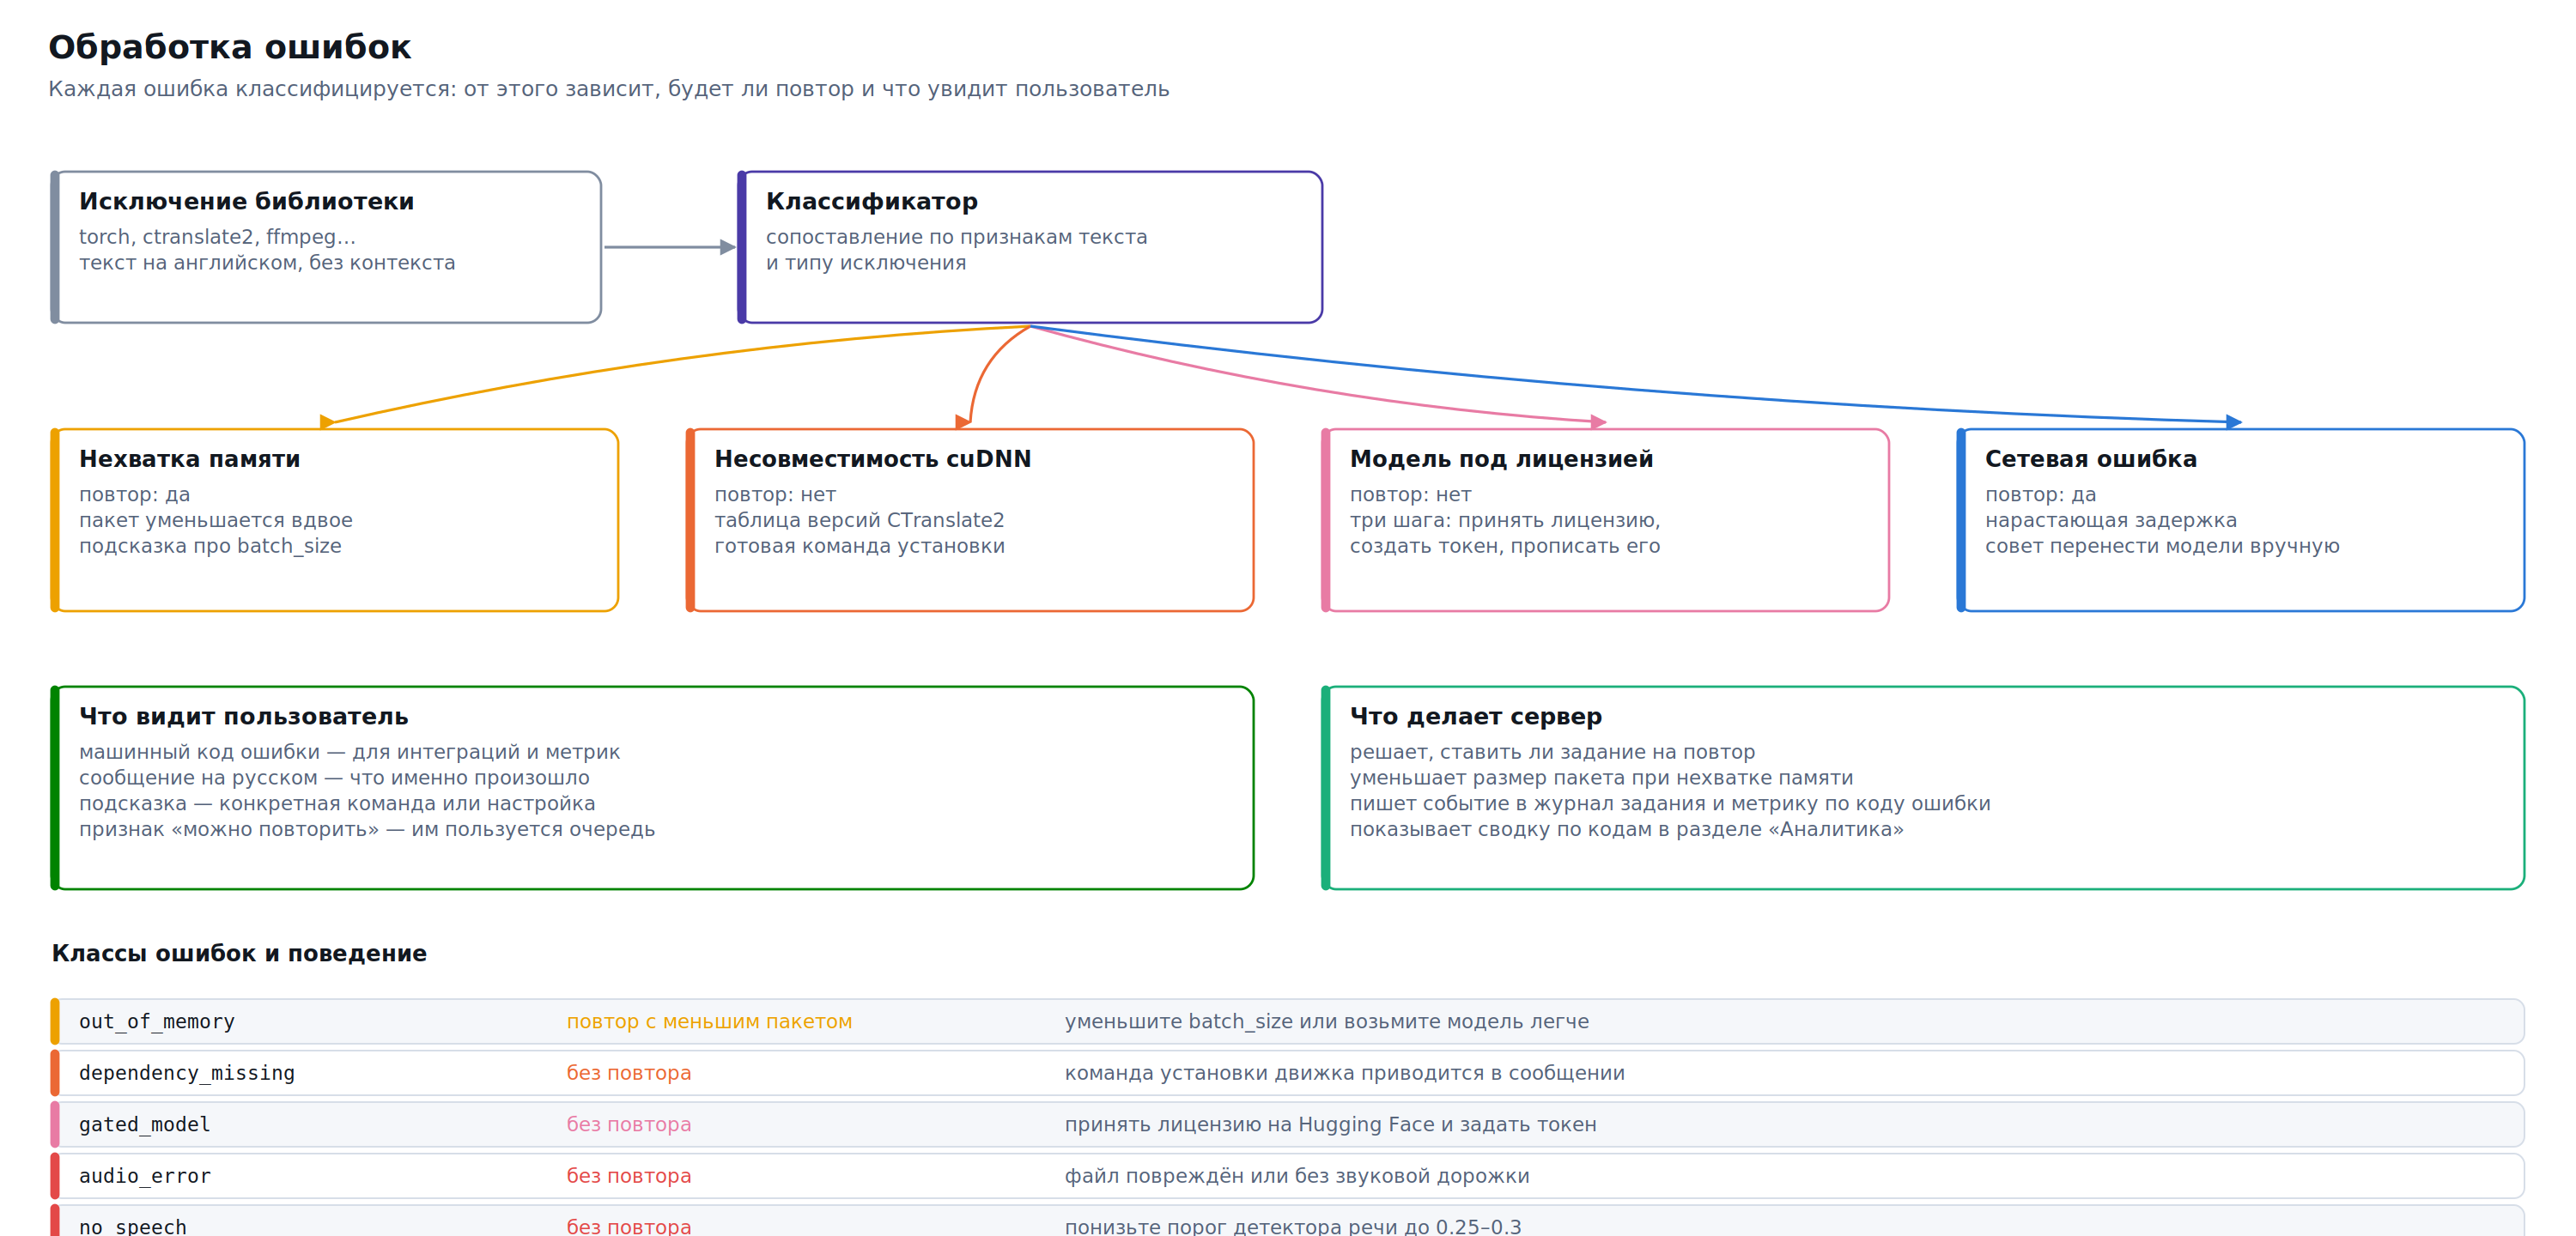 Обработка ошибок
Каждая ошибка классифицируется: от этого зависит, будет ли повтор и что увидит пользователь
Исключение библиотеки
torch, ctranslate2, ffmpeg…
текст на английском, без контекста
Классификатор
сопоставление по признакам текста
и типу исключения
Нехватка памяти
повтор: да
пакет уменьшается вдвое
подсказка про batch_size
Несовместимость cuDNN
повтор: нет
таблица версий CTranslate2
готовая команда установки
Модель под лицензией
повтор: нет
три шага: принять лицензию,
создать токен, прописать его
Сетевая ошибка
повтор: да
нарастающая задержка
совет перенести модели вручную
Что видит пользователь
машинный код ошибки — для интеграций и метрик
сообщение на русском — что именно произошло
подсказка — конкретная команда или настройка
признак «можно повторить» — им пользуется очередь
Что делает сервер
решает, ставить ли задание на повтор
уменьшает размер пакета при нехватке памяти
пишет событие в журнал задания и метрику по коду ошибки
показывает сводку по кодам в разделе «Аналитика»
Классы ошибок и поведение
out_of_memory повтор с меньшим пакетом уменьшите batch_size или возьмите модель легче
dependency_missing без повтора команда установки движка приводится в сообщении
gated_model без повтора принять лицензию на Hugging Face и задать токен
audio_error без повтора файл повреждён или без звуковой дорожки
no_speech без повтора понизьте порог детектора речи до 0.25–0.3